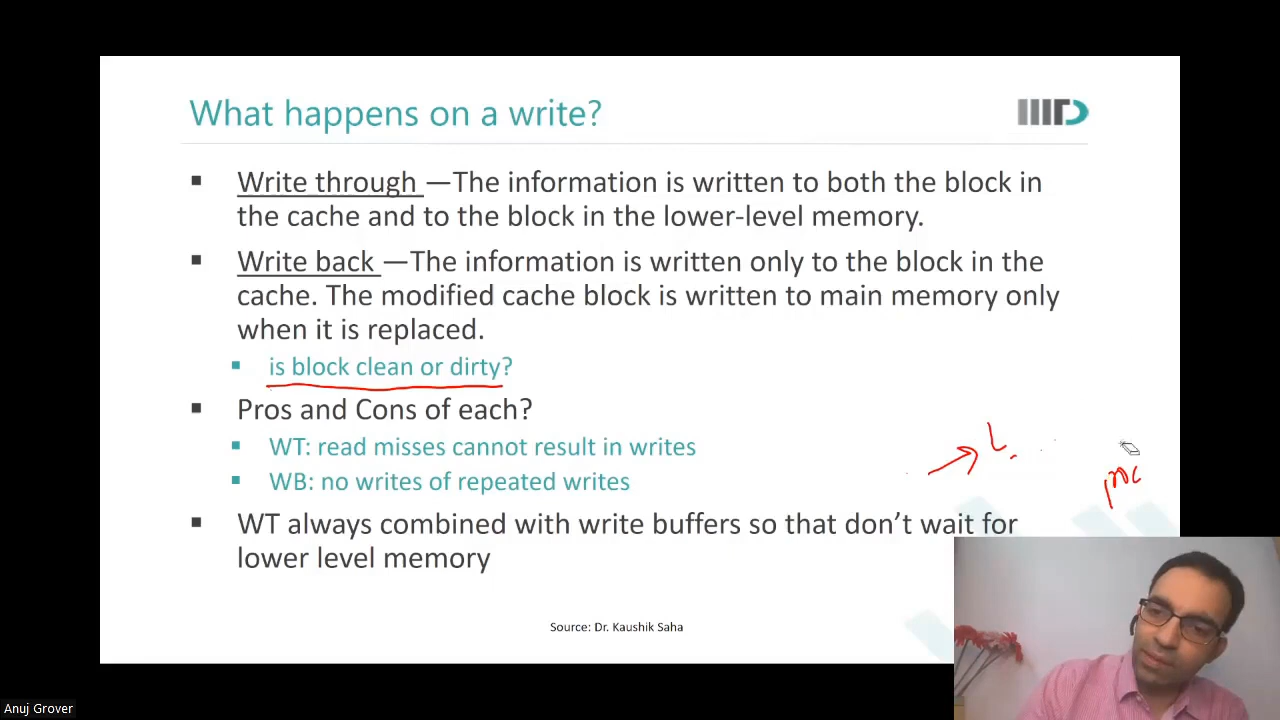 What happens on a write?
▪ Write through —The information is written to both the block in
the cache and to the block in the lower-level memory.
▪ Write back —The information is written only to the block in the
cache. The modified cache block is written to main memory only
when it is replaced.
▪ is block clean or dirty?
▪ Pros and Cons of each?
▪ WT: read misses cannot result in writes
▪ WB: no writes of repeated writes
▪ WT always combined with write buffers so that don’t wait for
lower level memory
Source: Dr. Kaushik Saha
Anuj Grover